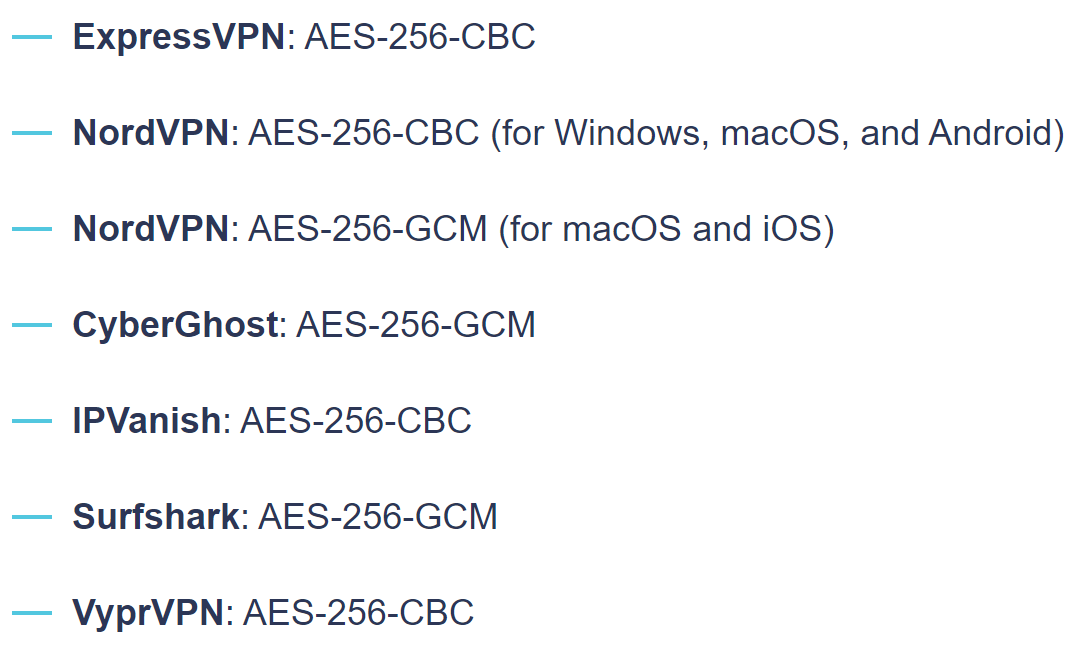 ExpressVPN: AES-256-CBC
NordVPN: AES-256-CBC (for Windows, macOS, and Android)
NordVPN: AES-256-GCM (for macOS and iOS)
CyberGhost: AES-256-GCM
IPVanish: AES-256-CBC
Surfshark: AES-256-GCM
VyprVPN: AES-256-CBC